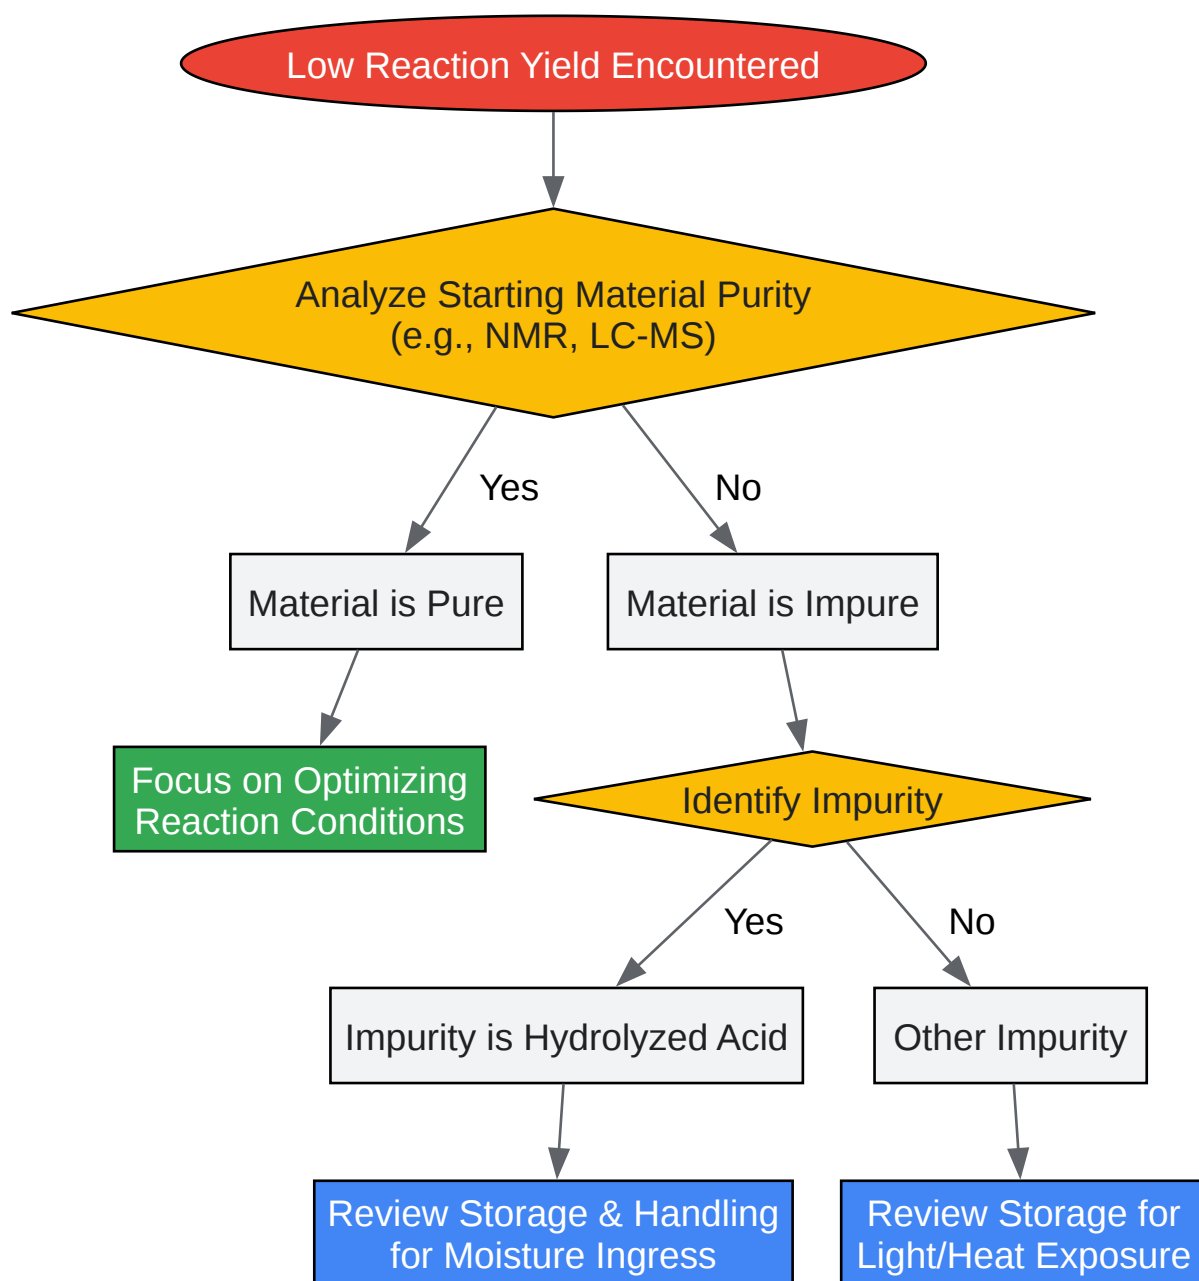 Low Reaction Yield Encountered
Analyze Starting Material Purity
(e.g., NMR, LC-MS)
Yes
No
Material is Pure
Material is Impure
Focus on Optimizing
Reaction Conditions
Identify Impurity
Yes
No
Impurity is Hydrolyzed Acid
Other Impurity
Review Storage & Handling
for Moisture Ingress
Review Storage for
Light/Heat Exposure